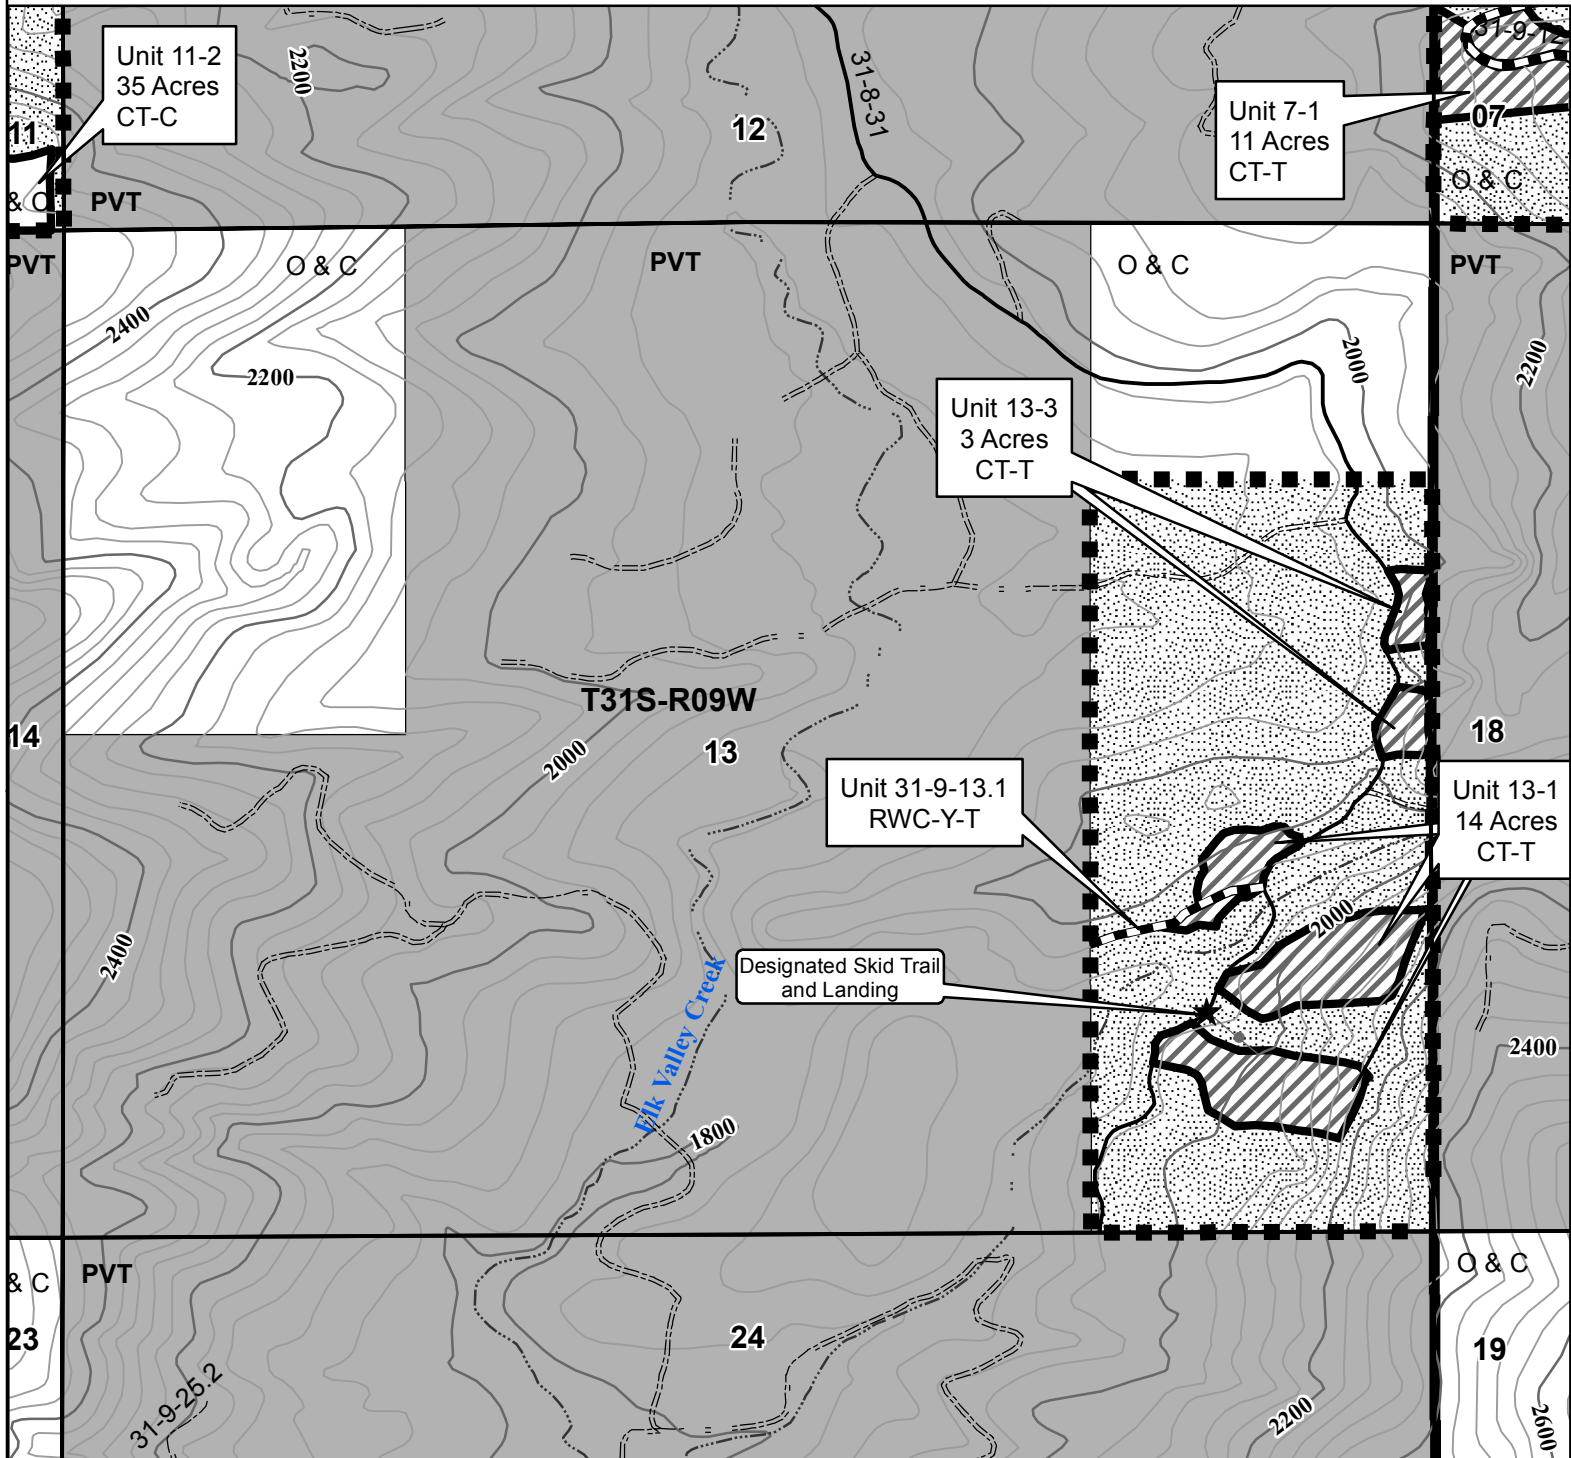 Unit 11-2
35 Acres
CT-C
2200
12
31-8-31
Unit 7-1
11 Acres
CT-T
31-9-12
07
O & C
11
& C
PVT
PVT
O & C
PVT
O & C
PVT
2400
2200
2000
2200
Unit 13-3
3 Acres
CT-T
T31S-R09W
14
13
18
2000
Unit 31-9-13.1
RWC-Y-T
Unit 13-1
14 Acres
CT-T
2000
2400
Designated Skid Trail
and Landing
Elk Valley Creek
2400
1800
PVT
& C
23
24
O & C
19
31-9-25.2
2200
2600